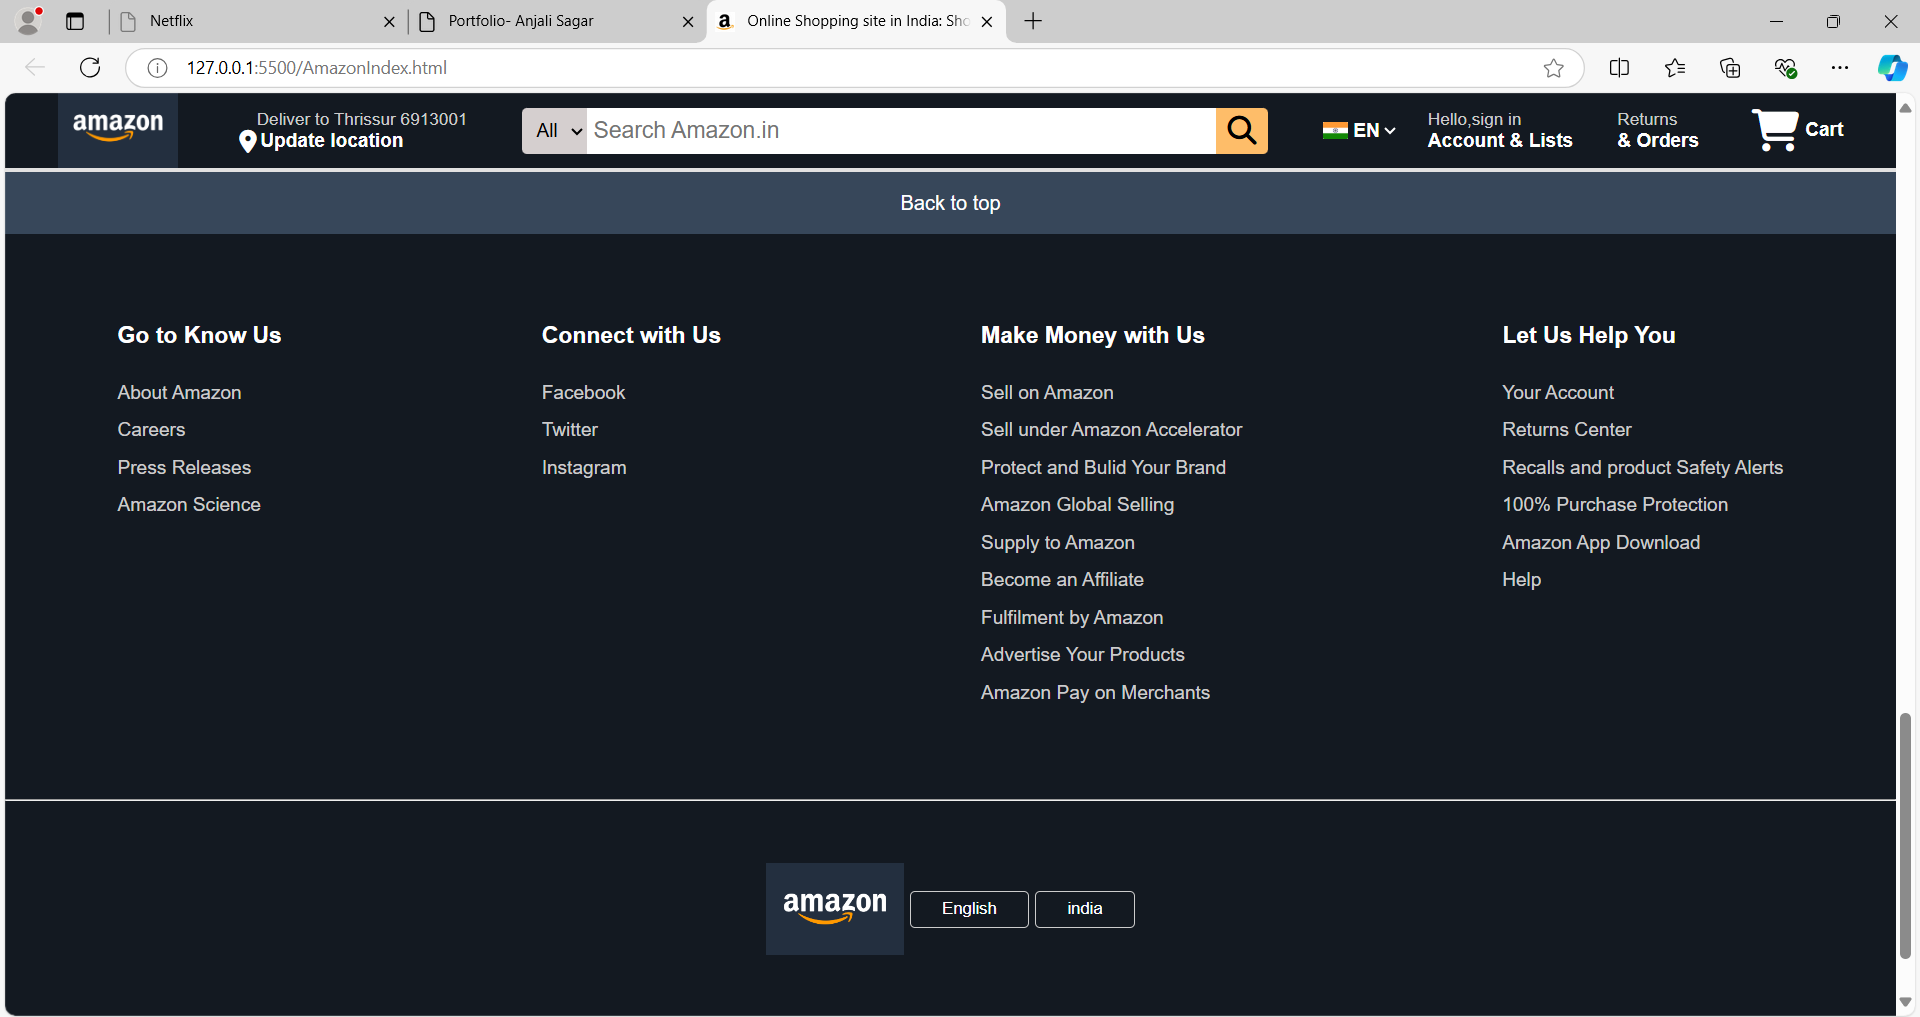 Netflix
Portfolio- Anjali Sagar
Online Shopping site in India: Sho
127.0.0.1:5500/AmazonIndex.html
amazon
Deliver to Thrissur 6913001
Update location
All
Search Amazon.in
EN
Hello,sign in
Account & Lists
Returns
& Orders
Cart
Back to top
Go to Know Us
About Amazon
Careers
Press Releases
Amazon Science
Connect with Us
Facebook
Twitter
Instagram
Make Money with Us
Sell on Amazon
Sell under Amazon Accelerator
Protect and Bulid Your Brand
Amazon Global Selling
Supply to Amazon
Become an Affiliate
Fulfilment by Amazon
Advertise Your Products
Amazon Pay on Merchants
Let Us Help You
Your Account
Returns Center
Recalls and product Safety Alerts
100% Purchase Protection
Amazon App Download
Help
amazon
English
india